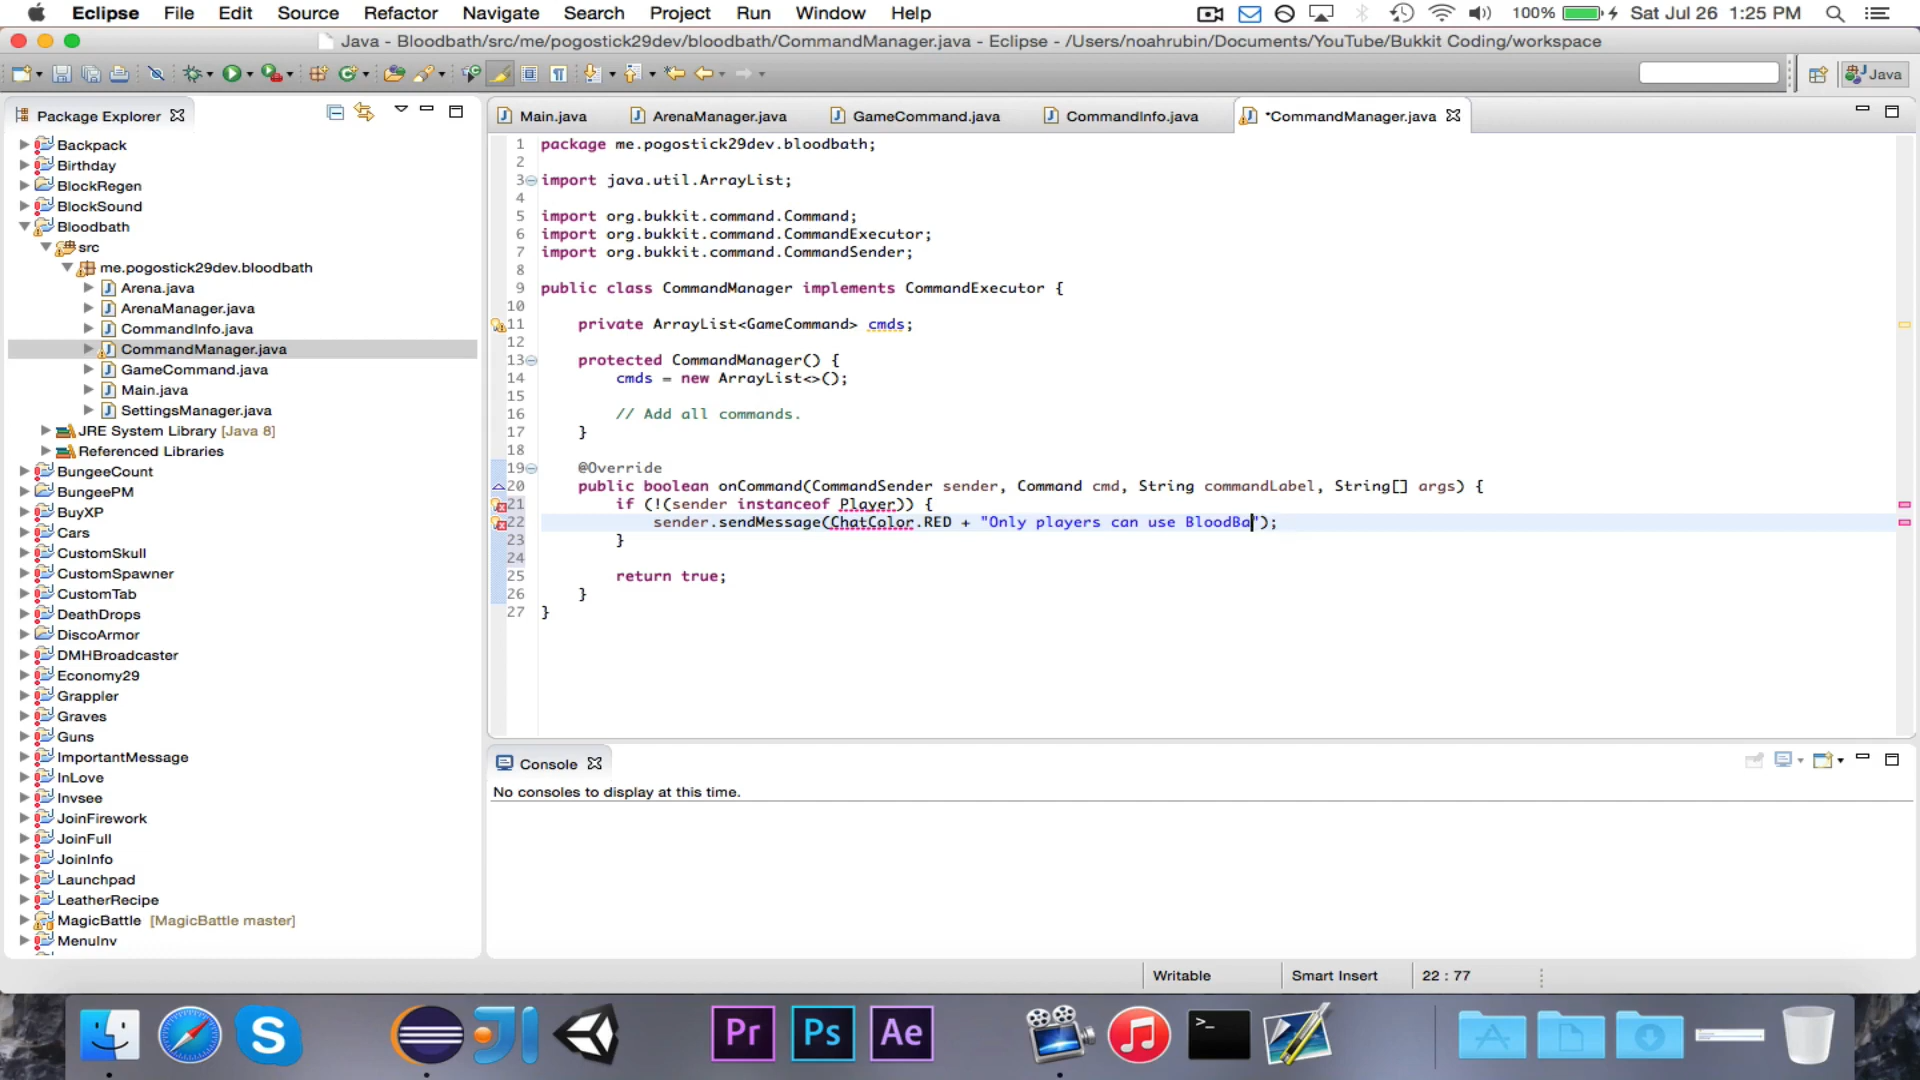 Eclipse File Edit Source Refactor Navigate Search Project Run Window Help 100% Sat Jul 26 1:25 PM
Java - Bloodbath/src/me/pogostick29dev/bloodbath/CommandManager.java - Eclipse - /Users/noahrubin/Documents/YouTube/Bukkit Coding/workspace
Java
Package Explorer
Backpack
Birthday
BlockRegen
BlockSound
Bloodbath
src
me.pogostick29dev.bloodbath
Arena.java
ArenaManager.java
CommandInfo.java
CommandManager.java
GameCommand.java
Main.java
SettingsManager.java
JRE System Library [Java 8]
Referenced Libraries
BungeeCount
BungeePM
BuyXP
Cars
CustomSkull
CustomSpawner
CustomTab
DeathDrops
DiscoArmor
DMHBroadcaster
Economy29
Grappler
Graves
Guns
ImportantMessage
InLove
Invsee
JoinFirework
JoinFull
JoinInfo
Launchpad
LeatherRecipe
MagicBattle [MagicBattle master]
MenuInv
Main.java ArenaManager.java GameCommand.java CommandInfo.java *CommandManager.java
1 package me.pogostick29dev.bloodbath;
2
3 import java.util.ArrayList;
4
5 import org.bukkit.command.Command;
6 import org.bukkit.command.CommandExecutor;
7 import org.bukkit.command.CommandSender;
8
9 public class CommandManager implements CommandExecutor {
10
11 private ArrayList<GameCommand> cmds;
12
13 protected CommandManager() {
14 cmds = new ArrayList<>();
15
16 // Add all commands.
17 }
18
19 @Override
20 public boolean onCommand(CommandSender sender, Command cmd, String commandLabel, String[] args) {
21 if (!(sender instanceof Player)) {
22 sender.sendMessage(ChatColor.RED + "Only players can use BloodBa");
23 }
24
25 return true;
26 }
27 }
Console
No consoles to display at this time.
Writable Smart Insert 22 : 77
S Pr Ps Ae >_